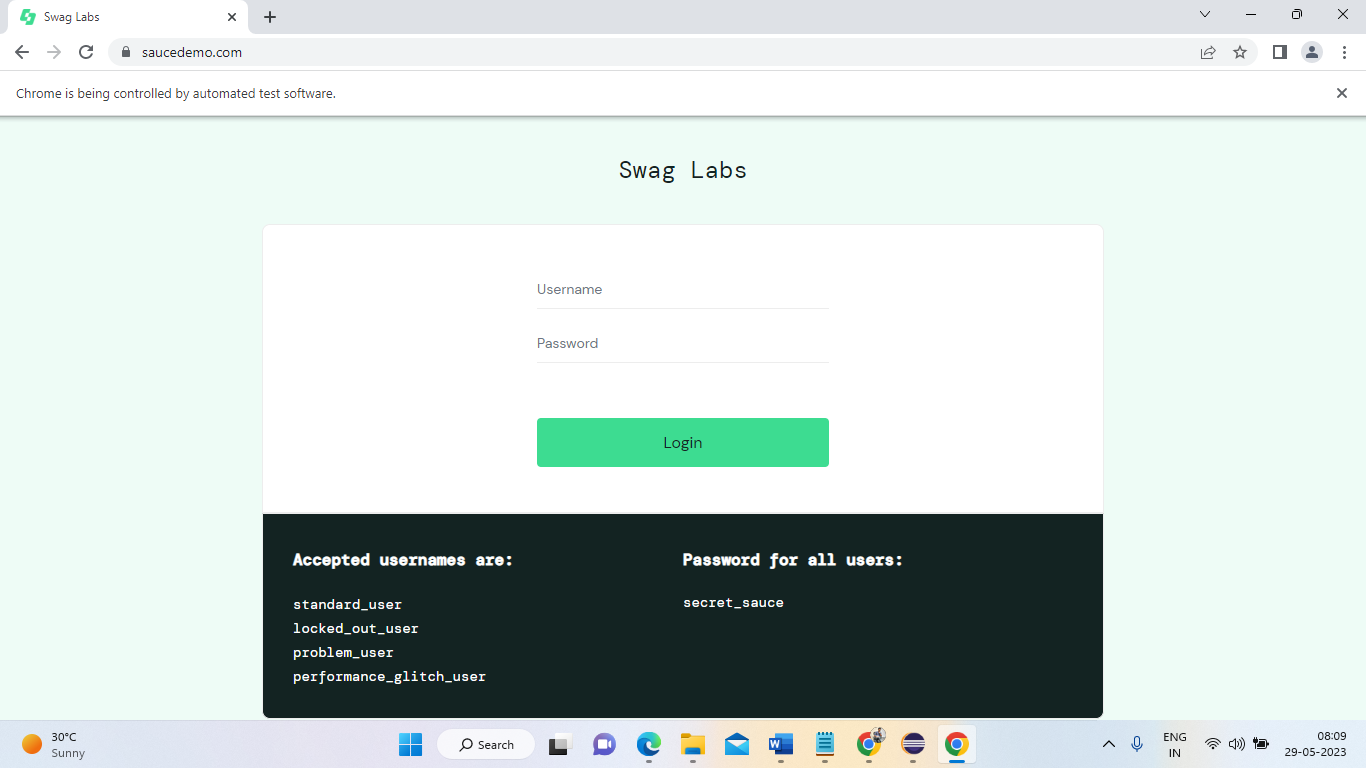 Swag Labs
saucedemo.com
Chrome is being controlled by automated test software.
Swag Labs
Username
Password
Login
Accepted usernames are:
standard_user
locked_out_user
problem_user
performance_glitch_user
Password for all users:
secret_sauce
30°C
Sunny
Search
ENG
IN
08:09
29-05-2023